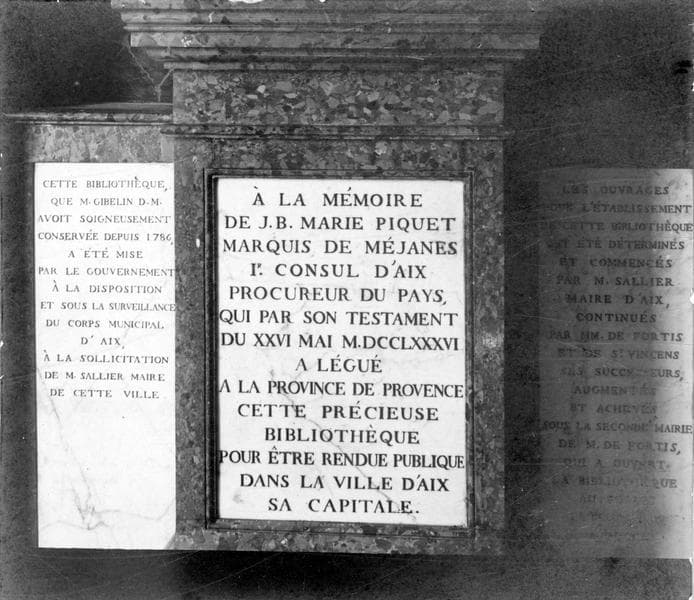 CETTE BIBLIOTHÈQUE,
QUE M. GIBELIN D-M.
AVOIT SOIGNEUSEMENT
CONSERVÉE DEPUIS 1786,
A ÉTÉ MISE
PAR LE GOUVERNEMENT
À LA DISPOSITION
ET SOUS LA SURVEILLANCE
DU CORPS MUNICIPAL
D'AIX,
À LA SOLLICITATION
DE M. SALLIER MAIRE
DE CETTE VILLE
À LA MÉMOIRE
DE J.B. MARIE PIQUET
MARQUIS DE MÉJANES
Iᵉʳ. CONSUL D'AIX
PROCUREUR DU PAYS,
QUI PAR SON TESTAMENT
DU XXVI MAI M.DCCLXXXVI
A LÉGUÉ
A LA PROVINCE DE PROVENCE
CETTE PRÉCIEUSE
BIBLIOTHÈQUE
POUR ÊTRE RENDUE PUBLIQUE
DANS LA VILLE D'AIX
SA CAPITALE.
LES OUVRAGES
POUR L'ÉTABLISSEMENT
DE CETTE BIBLIOTHÈQUE
ONT ÉTÉ DÉTERMINÉS
ET COMMENCÉS
PAR M. SALLIER
MAIRE D'AIX,
CONTINUÉS
PAR MM. DE FORTIS
ET DE ST VINCENS
SES SUCCESSEURS,
AUGMENTÉS
ET ACHEVÉS
SOUS LA SECONDE MAIRIE
DE M. DE FORTIS,
QUI A OUVERT
LA BIBLIOTHÈQUE